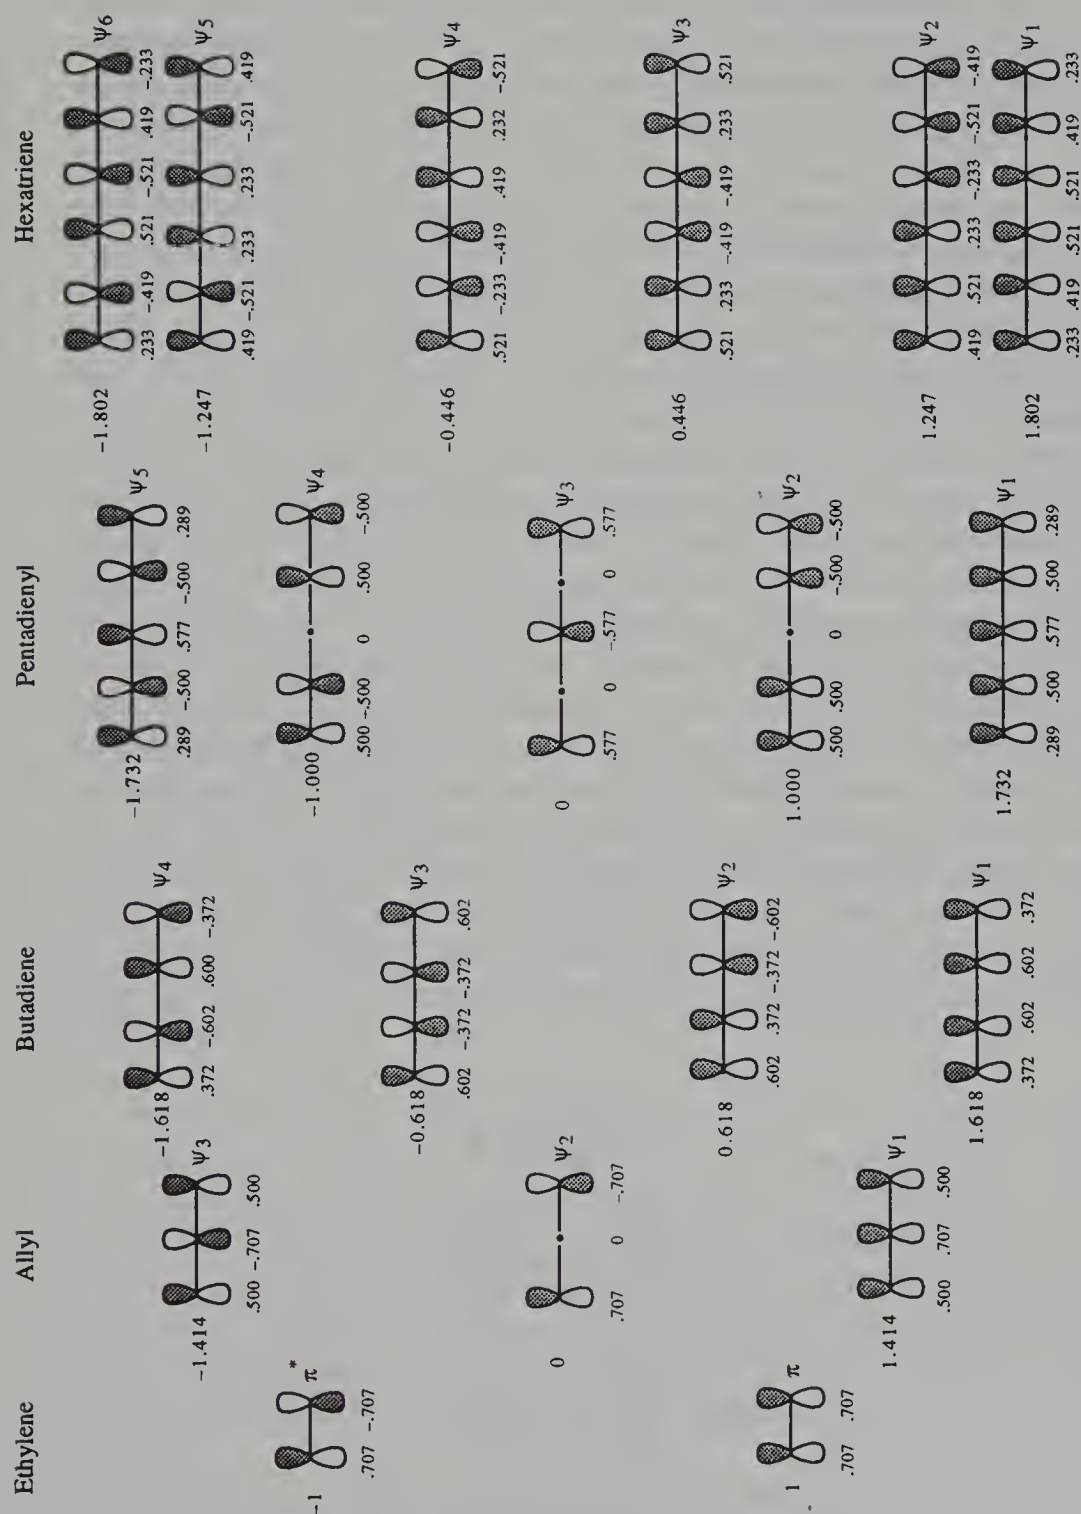 Ethylene
π*
–1
.707 –.707
π
1
.707 .707
Allyl
ψ3
–1.414
.500 –.707 .500
ψ2
0
.707 0 –.707
ψ1
1.414
.500 .707 .500
Butadiene
ψ4
–1.618
.372 –.602 .600 –.372
ψ3
–0.618
.602 –.372 –.372 .602
ψ2
0.618
.602 .372 –.372 –.602
ψ1
1.618
.372 .602 .602 .372
Pentadienyl
ψ5
–1.732
.289 –.500 .577 –.500 .289
ψ4
–1.000
.500 –.500 0 .500 –.500
ψ3
0
.577 0 –.577 0 .577
ψ2
1.000
.500 .500 0 –.500 –.500
ψ1
1.732
.289 .500 .577 .500 .289
Hexatriene
ψ6
–1.802
.233 –.419 .521 –.521 .419 –.233
ψ5
–1.247
.419 –.521 .233 .233 –.521 .419
ψ4
–0.446
.521 –.233 –.419 .419 .232 –.521
ψ3
0.446
.521 .233 –.419 –.419 .233 .521
ψ2
1.247
.419 .521 .233 –.233 –.521 –.419
ψ1
1.802
.233 .419 .521 .521 .419 .233